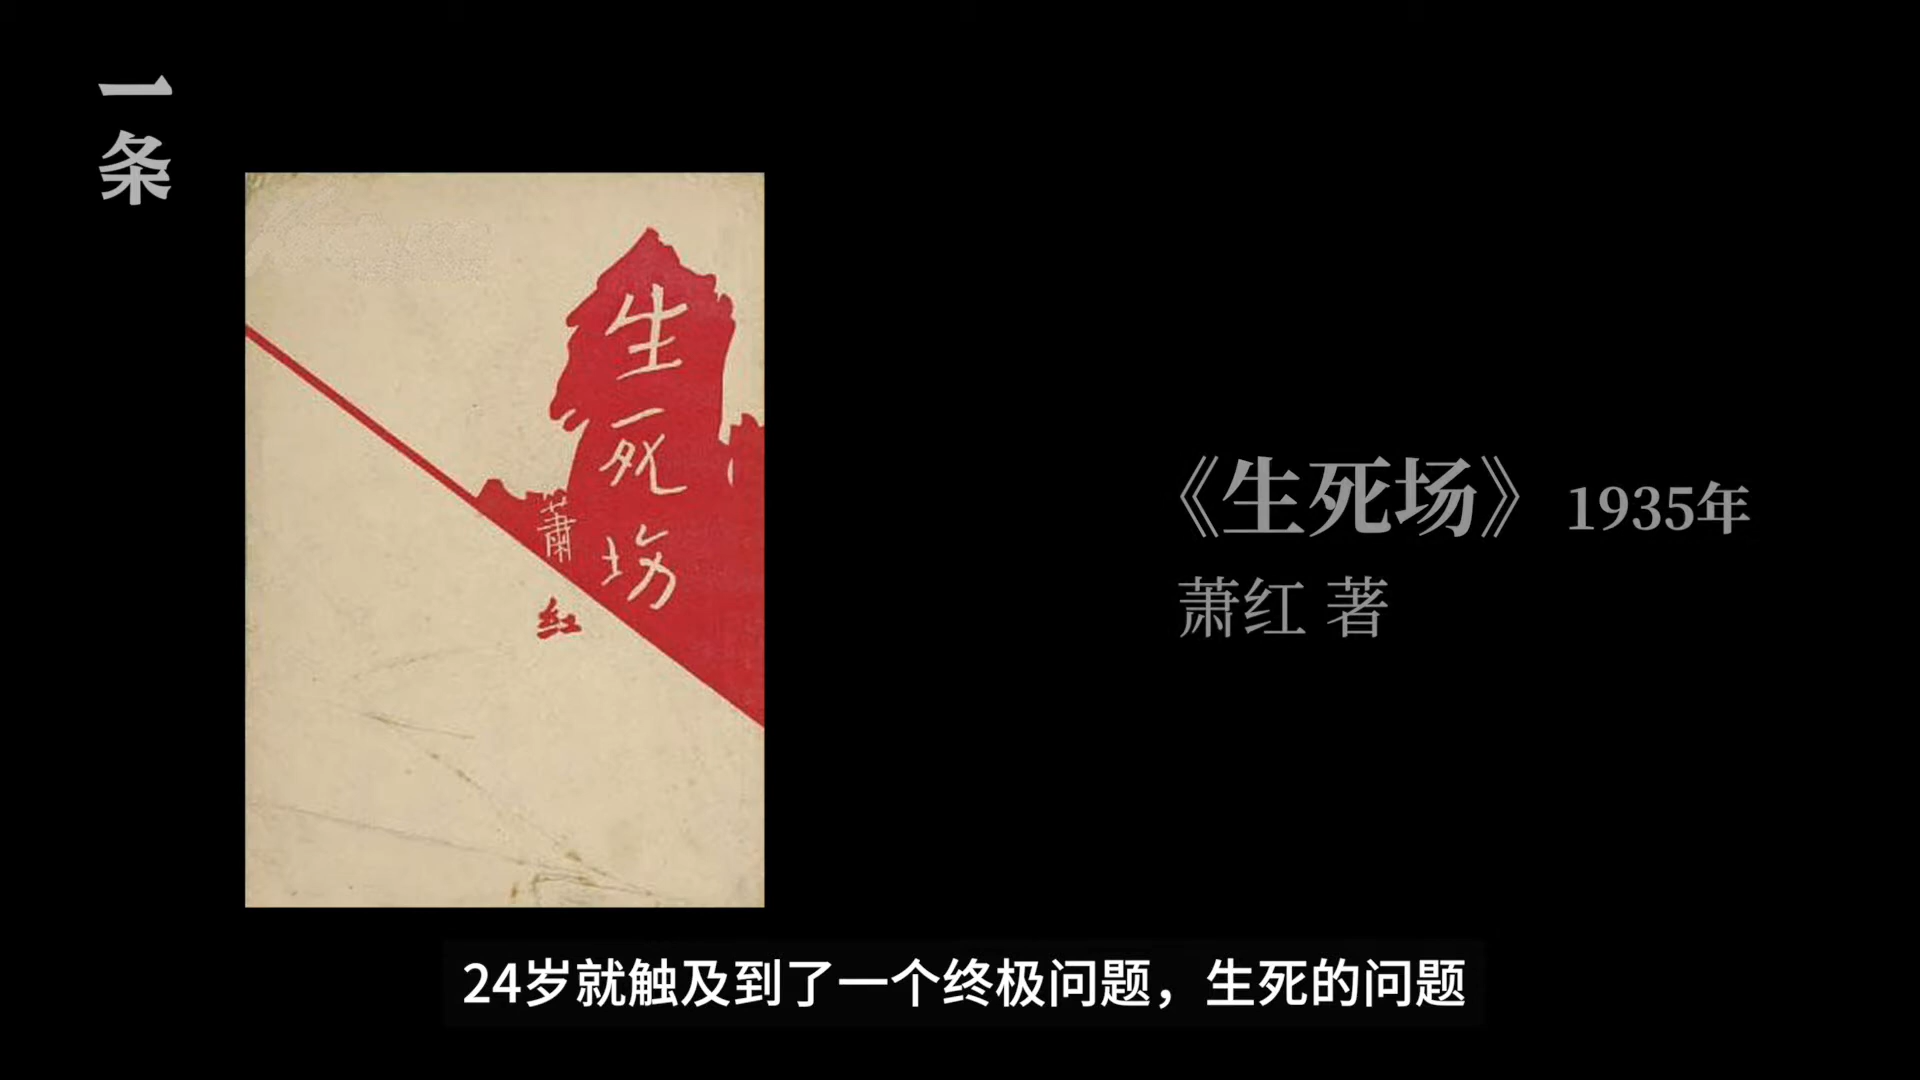 一条
生死场
蕭红
《生死场》 1935年
萧红 著
24岁就触及到了一个终极问题，生死的问题